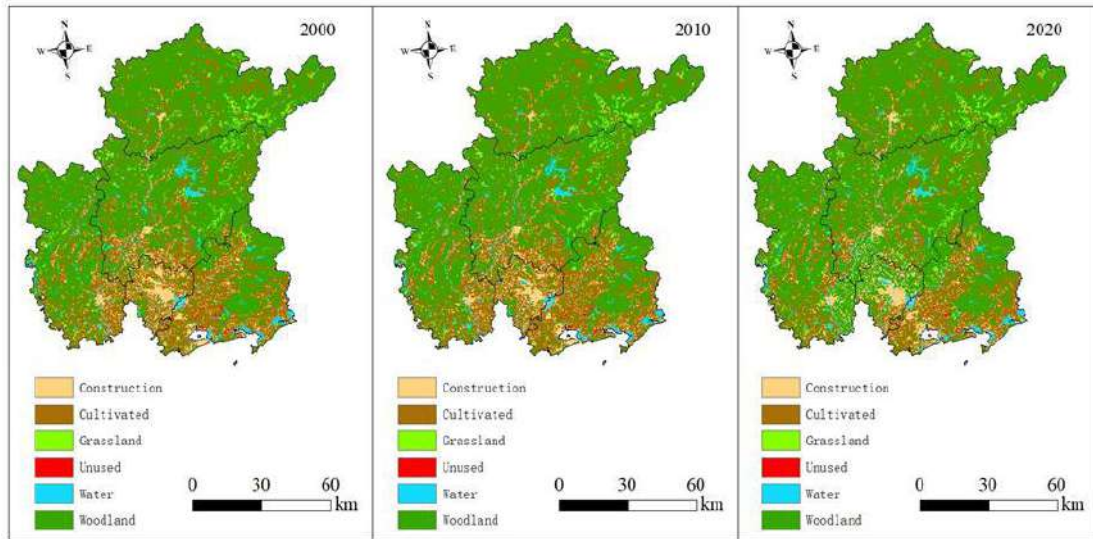 2000
N
W E
S
Construction
Cultivated
Grassland
Unused
Water
Woodland
0 30 60
km
2010
N
W E
S
Construction
Cultivated
Grassland
Unused
Water
Woodland
0 30 60
km
2020
N
W E
S
Construction
Cultivated
Grassland
Unused
Water
Woodland
0 30 60
km